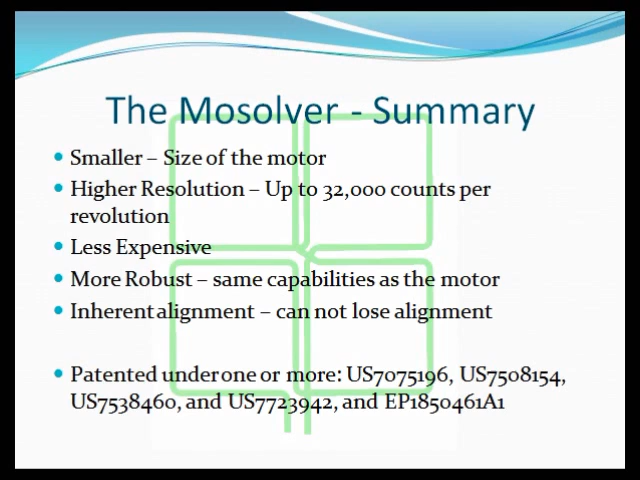 The Mosolver - Summary
Smaller – Size of the motor
Higher Resolution – Up to 32,000 counts per
revolution
Less Expensive
More Robust – same capabilities as the motor
Inherent alignment – can not lose alignment
Patented under one or more: US7075196, US7508154,
US7538460, and US7723942, and EP1850461A1